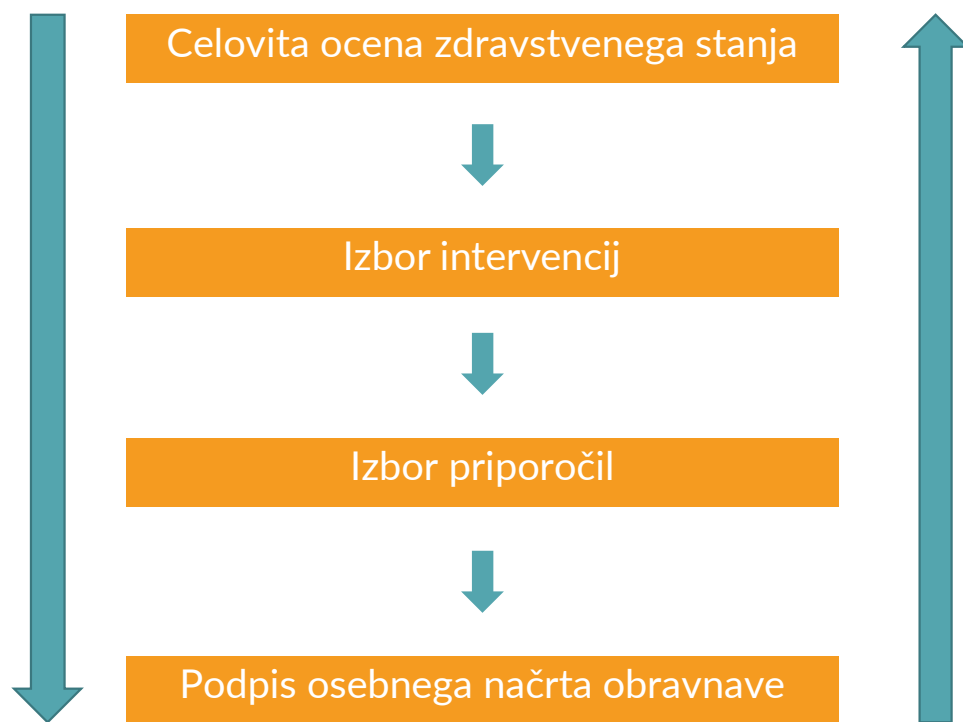 Celovita ocena zdravstvenega stanja
Izbor intervencij
Izbor priporočil
Podpis osebnega načrta obravnave